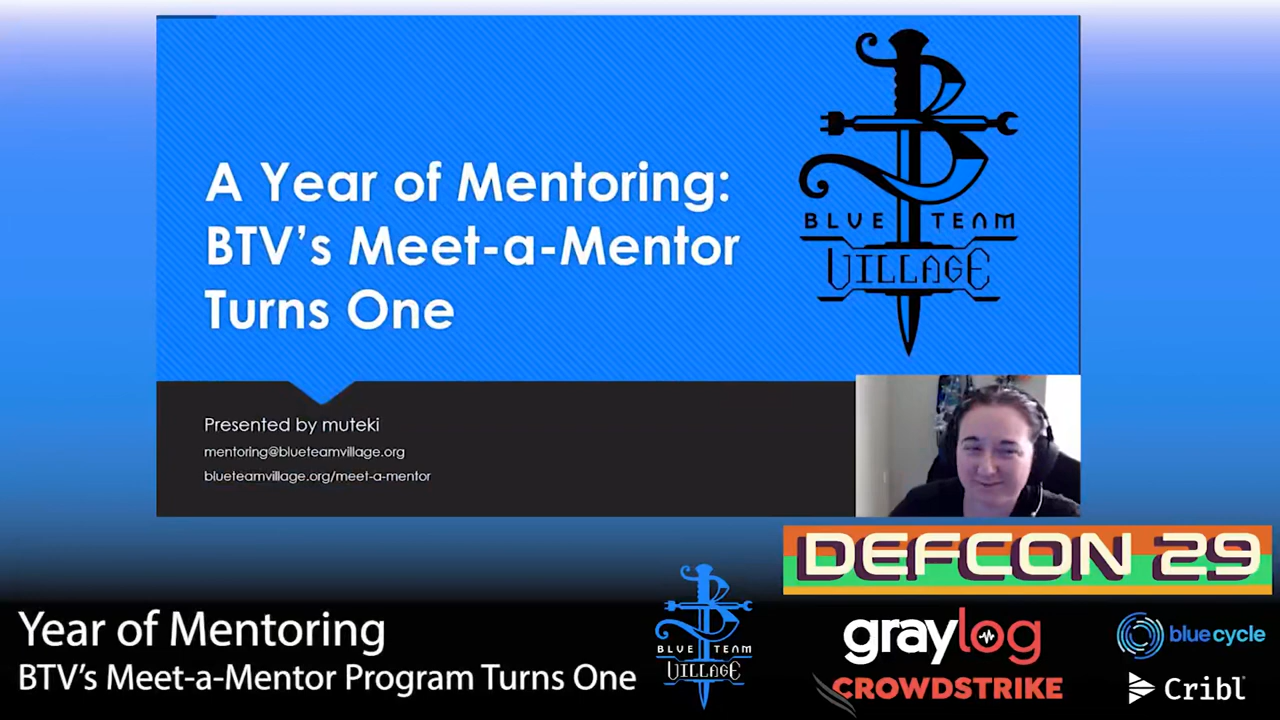 A Year of Mentoring:
BTV's Meet-a-Mentor
Turns One
BLUE TEAM
VILLAGE
Presented by muteki
mentoring@blueteamvillage.org
blueteamvillage.org/meet-a-mentor
DEFCON 29
Year of Mentoring
BTV's Meet-a-Mentor Program Turns One
BLUE TEAM
VILLAGE
graylog
bluecycle
CROWDSTRIKE
Cribl